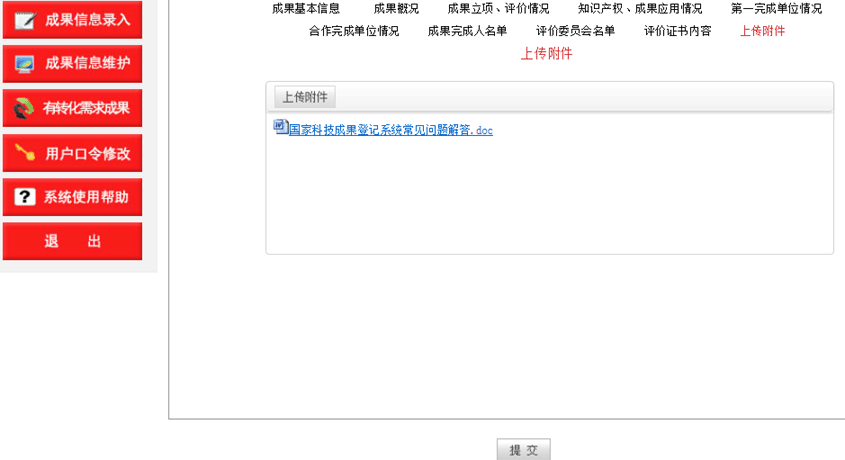 成果信息录入
成果信息维护
有转化需求成果
用户口令修改
系统使用帮助
退 出
成果基本信息 成果概况 成果立项、评价情况 知识产权、成果应用情况 第一完成单位情况
合作完成单位情况 成果完成人名单 评价委员会名单 评价证书内容 上传附件
上传附件
上传附件
国家科技成果登记系统常见问题解答.doc
提 交